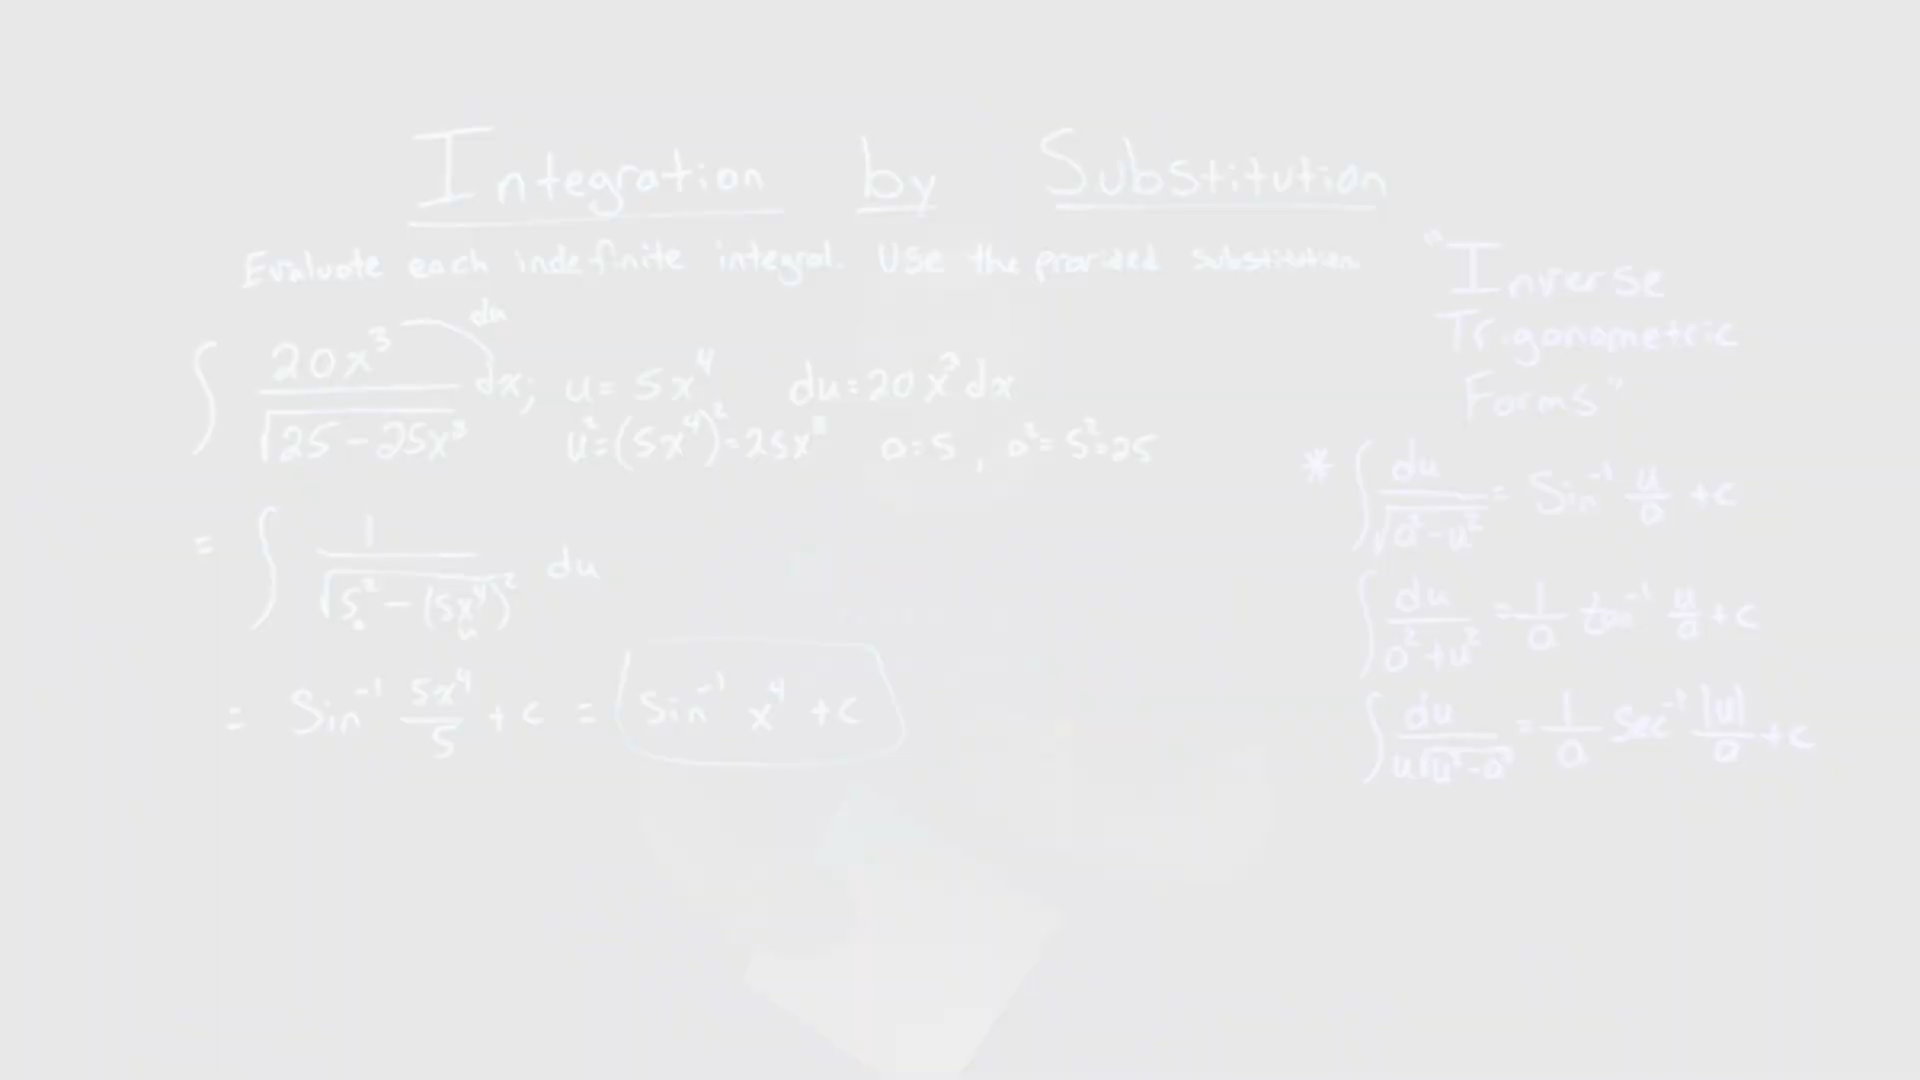 Integration by Substitution
Evaluate each indefinite integral. Use the provided substitution.
∫ 20x³/√(25-25x⁸) dx; u=5x⁴ du=20x³dx
du
u²=(5x⁴)²=25x⁸ a=5, a²=5²=25
= ∫ 1/√(5²-(5x⁴)²) du
a u
= Sin⁻¹ 5x⁴/5 + c = Sin⁻¹ x⁴ + c
"Inverse
Trigonometric
Forms"
* ∫ du/√(a²-u²) = Sin⁻¹ u/a + c
∫ du/(a²+u²) = 1/a tan⁻¹ u/a + c
∫ du/(u√(u²-a²)) = 1/a Sec⁻¹ |u|/a + c